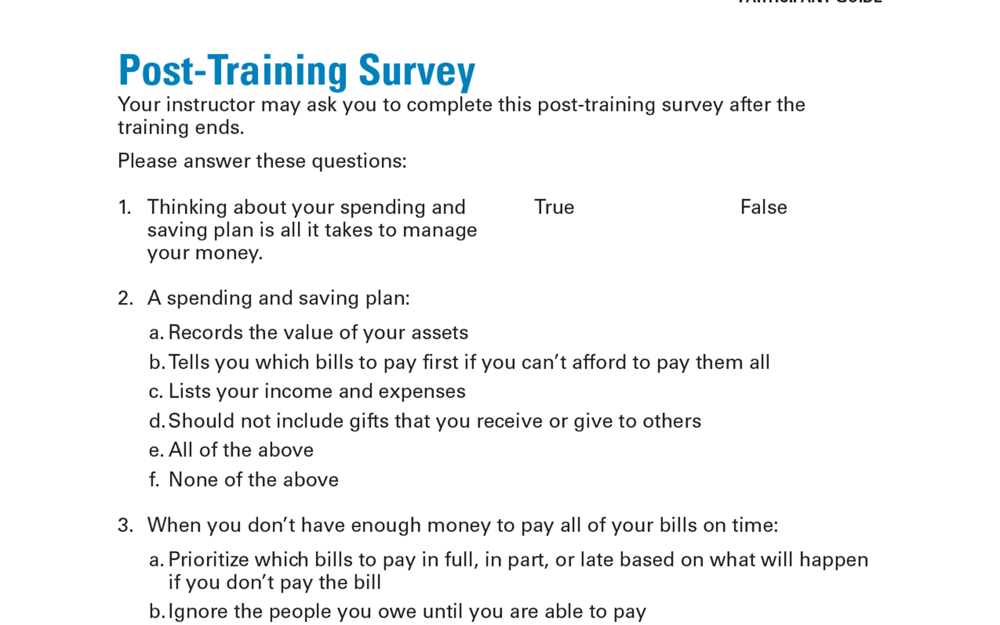 PARTICIPANT GUIDE
Post-Training Survey
Your instructor may ask you to complete this post-training survey after the
training ends.
Please answer these questions:
1. Thinking about your spending and True False
saving plan is all it takes to manage
your money.
2. A spending and saving plan:
a. Records the value of your assets
b. Tells you which bills to pay first if you can’t afford to pay them all
c. Lists your income and expenses
d. Should not include gifts that you receive or give to others
e. All of the above
f. None of the above
3. When you don’t have enough money to pay all of your bills on time:
a. Prioritize which bills to pay in full, in part, or late based on what will happen
if you don’t pay the bill
b. Ignore the people you owe until you are able to pay